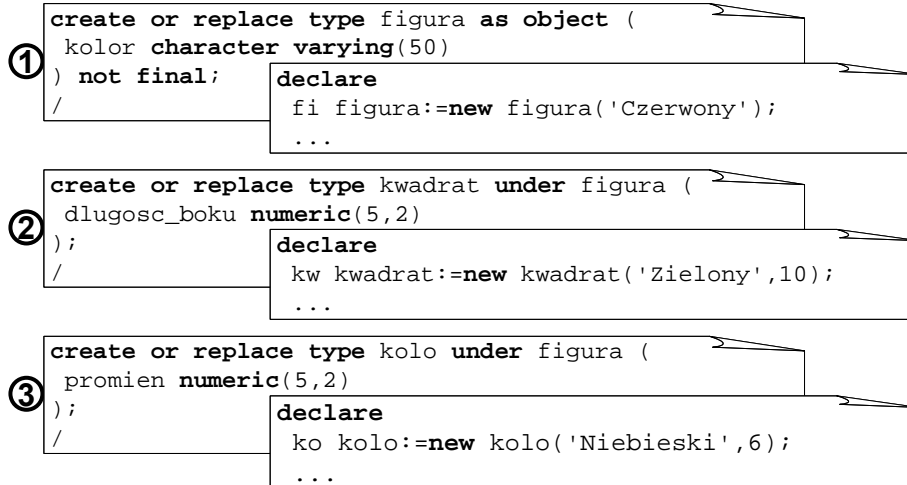 ①
create or replace type figura as object (
kolor character varying(50)
) not final;
/
declare
fi figura:=new figura('Czerwony');
...
②
create or replace type kwadrat under figura (
dlugosc_boku numeric(5,2)
);
/
declare
kw kwadrat:=new kwadrat('Zielony',10);
...
③
create or replace type kolo under figura (
promien numeric(5,2)
);
/
declare
ko kolo:=new kolo('Niebieski',6);
...